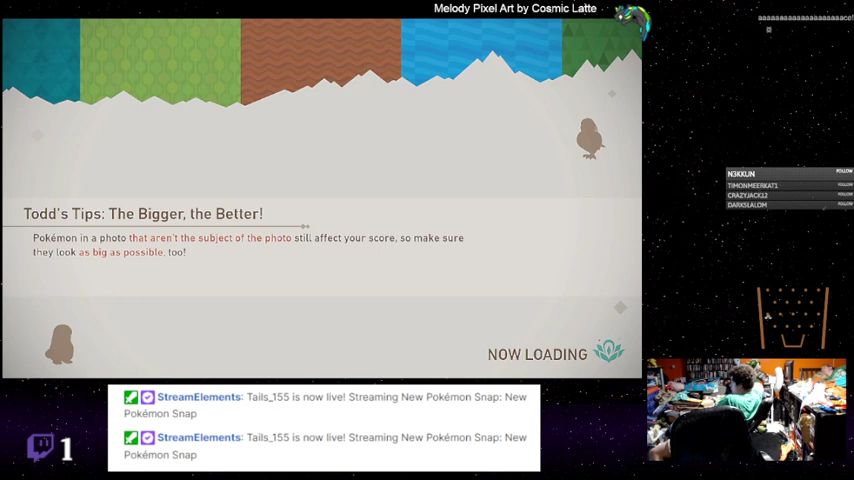 Melody Pixel Art by Cosmic Latte
Todd's Tips: The Bigger, the Better!
Pokémon in a photo that aren't the subject of the photo still affect your score, so make sure
they look as big as possible, too!
NOW LOADING
N3KKUN FOLLOW
TIMONMEERKAT1 FOLLOW
CRAZYJACK12 FOLLOW
DARKSLALOM FOLLOW
StreamElements: Tails_155 is now live! Streaming New Pokémon Snap: New
Pokémon Snap
StreamElements: Tails_155 is now live! Streaming New Pokémon Snap: New
Pokémon Snap
1